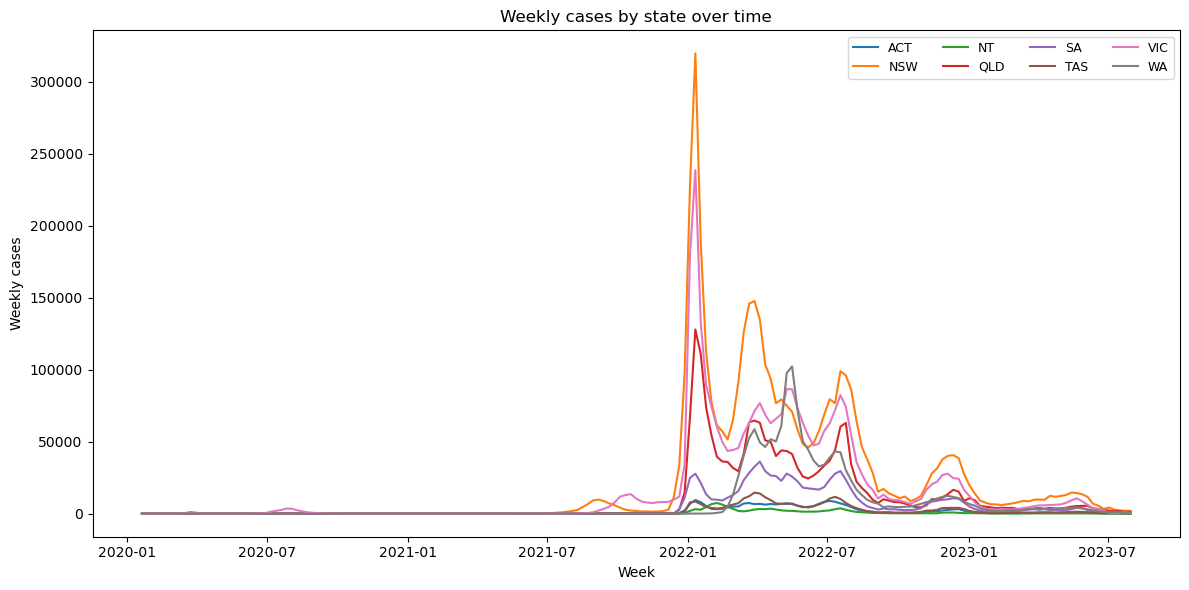 Weekly cases by state over time
ACT NT SA VIC
NSW QLD TAS WA
300000
250000
200000
150000
100000
50000
0
Weekly cases
2020-01 2020-07 2021-01 2021-07 2022-01 2022-07 2023-01 2023-07
Week